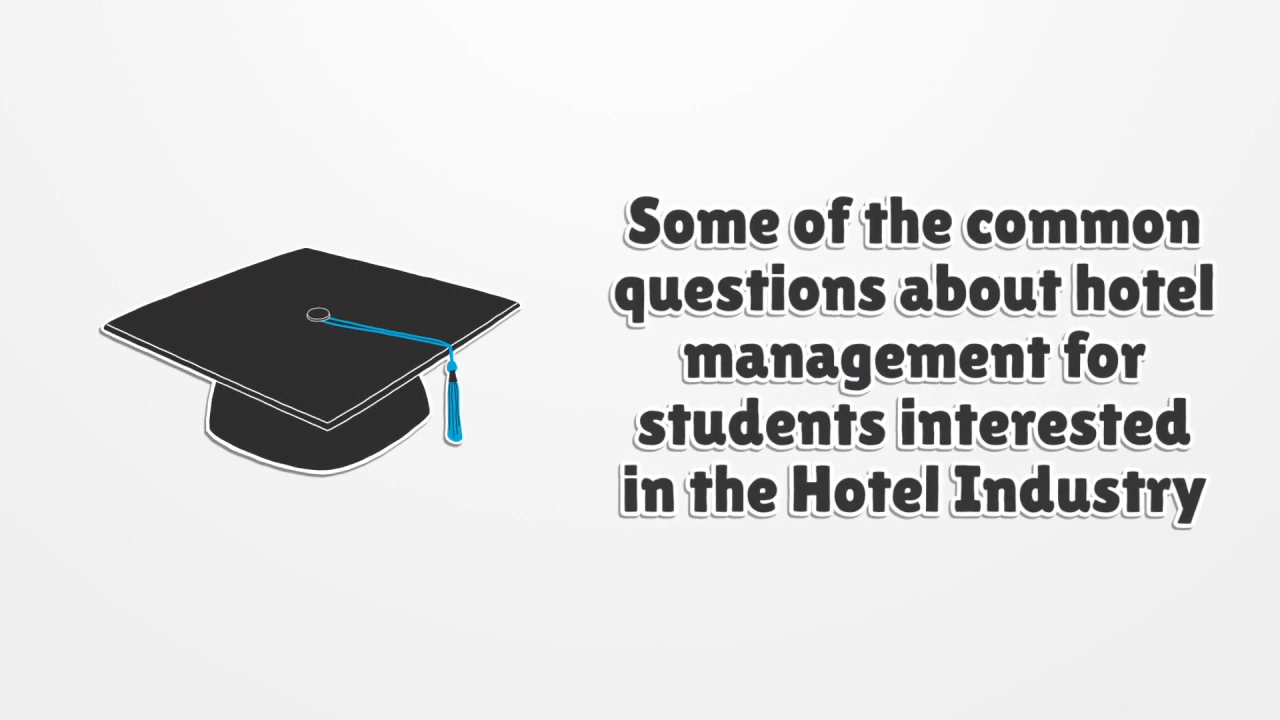 Some of the common
questions about hotel
management for
students interested
in the Hotel Industry